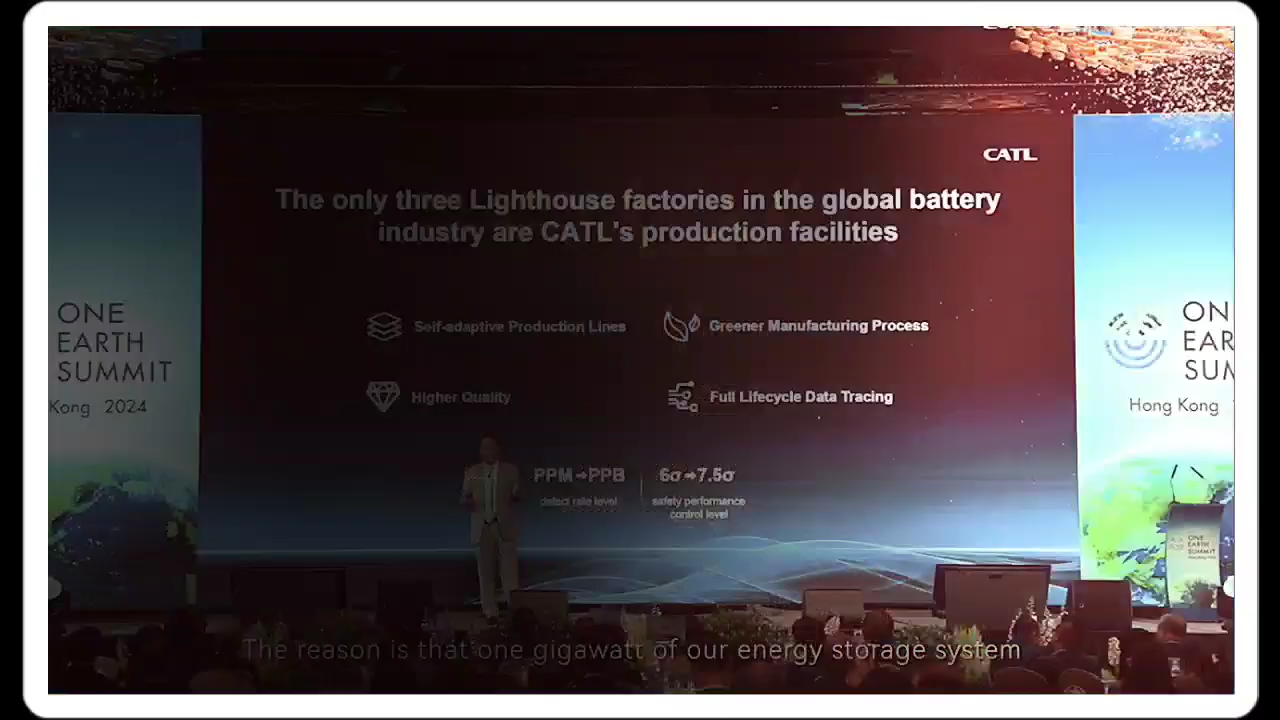 CATL
The only three Lighthouse factories in the global battery
industry are CATL's production facilities
Self-adaptive Production Lines
Greener Manufacturing Process
Higher Quality
Full Lifecycle Data Tracing
PPM→PPB
defect rate level
6σ→7.5σ
safety performance
control level
ONE
EARTH
SUMMIT
Kong 2024
ON
EAR
SUM
Hong Kong
ONE
EARTH
SUMMIT
The reason is that one gigawatt of our energy storage system